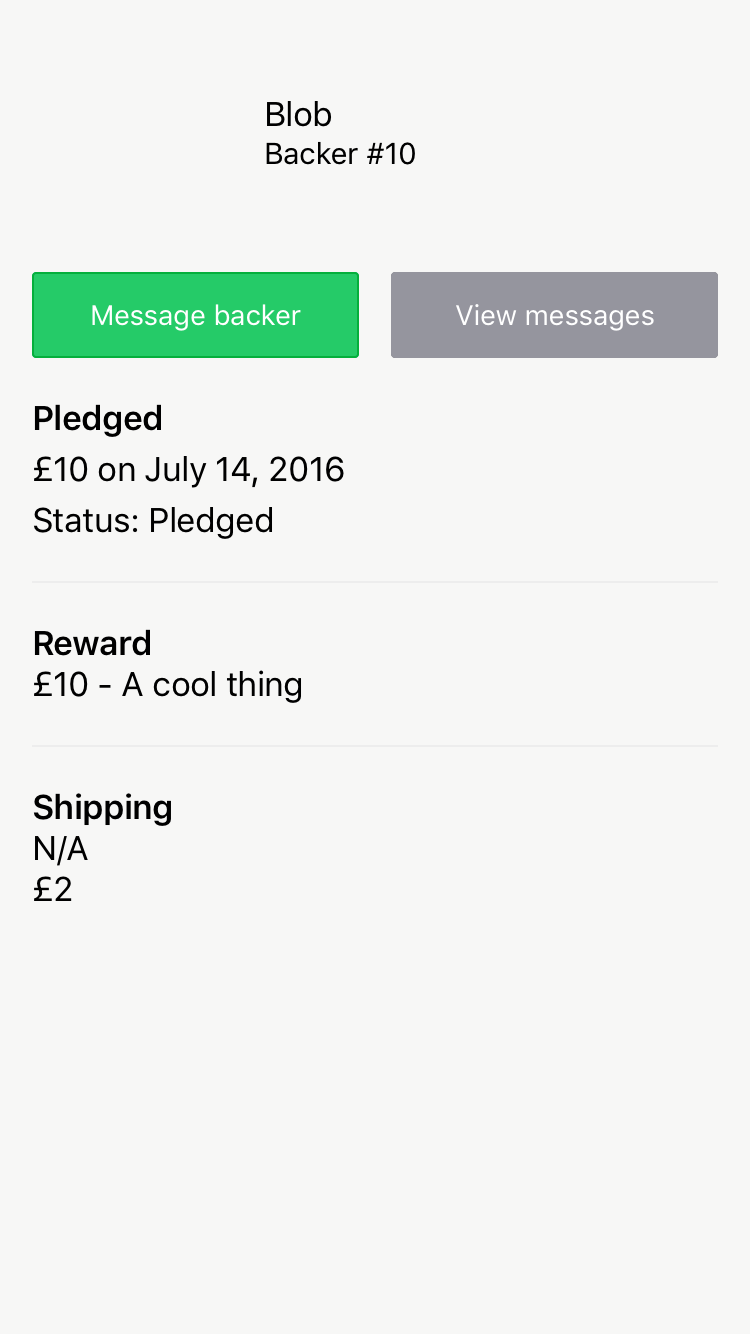 Blob
Backer #10
Message backer
View messages
Pledged
£10 on July 14, 2016
Status: Pledged
Reward
£10 - A cool thing
Shipping
N/A
£2